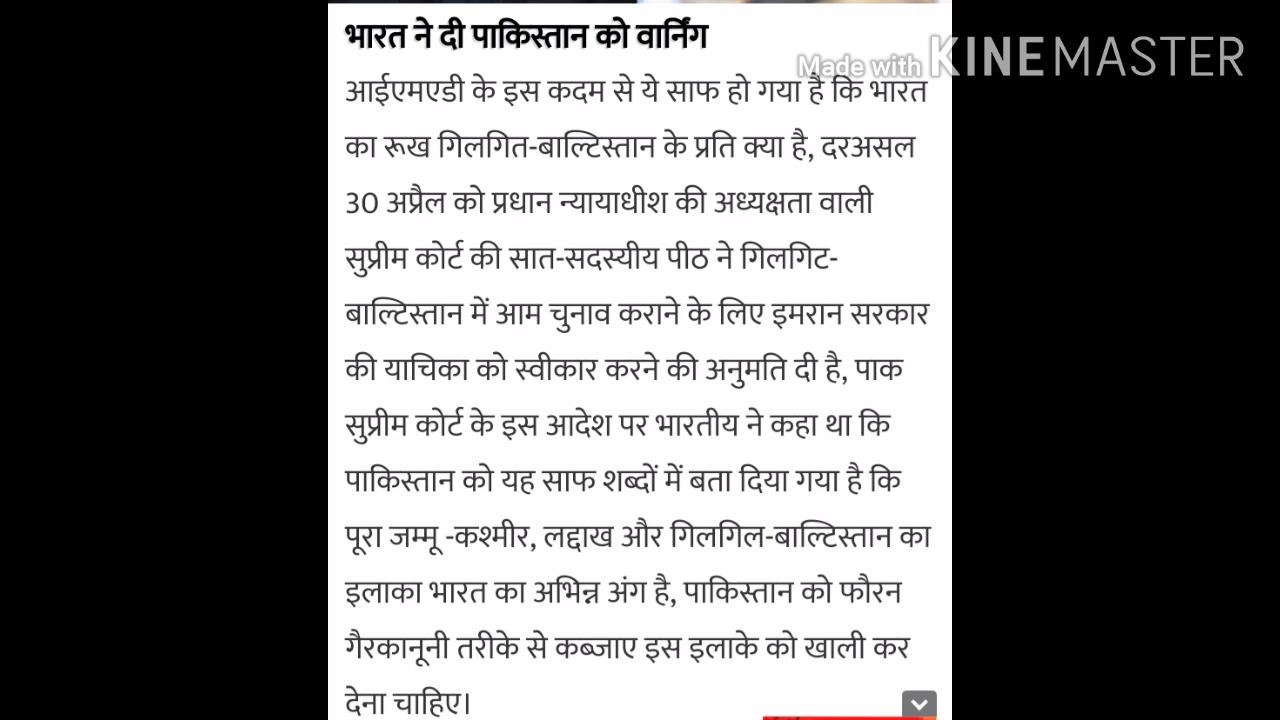 भारत ने दी पाकिस्तान को वार्निंग
Made with KINEMASTER
आईएमएडी के इस कदम से ये साफ हो गया है कि भारत
का रूख गिलगित-बाल्टिस्तान के प्रति क्या है, दरअसल
30 अप्रैल को प्रधान न्यायाधीश की अध्यक्षता वाली
सुप्रीम कोर्ट की सात-सदस्यीय पीठ ने गिलगिट-
बाल्टिस्तान में आम चुनाव कराने के लिए इमरान सरकार
की याचिका को स्वीकार करने की अनुमति दी है, पाक
सुप्रीम कोर्ट के इस आदेश पर भारतीय ने कहा था कि
पाकिस्तान को यह साफ शब्दों में बता दिया गया है कि
पूरा जम्मू -कश्मीर, लद्दाख और गिलगिल-बाल्टिस्तान का
इलाका भारत का अभिन्न अंग है, पाकिस्तान को फौरन
गैरकानूनी तरीके से कब्जाए इस इलाके को खाली कर
देना चाहिए।